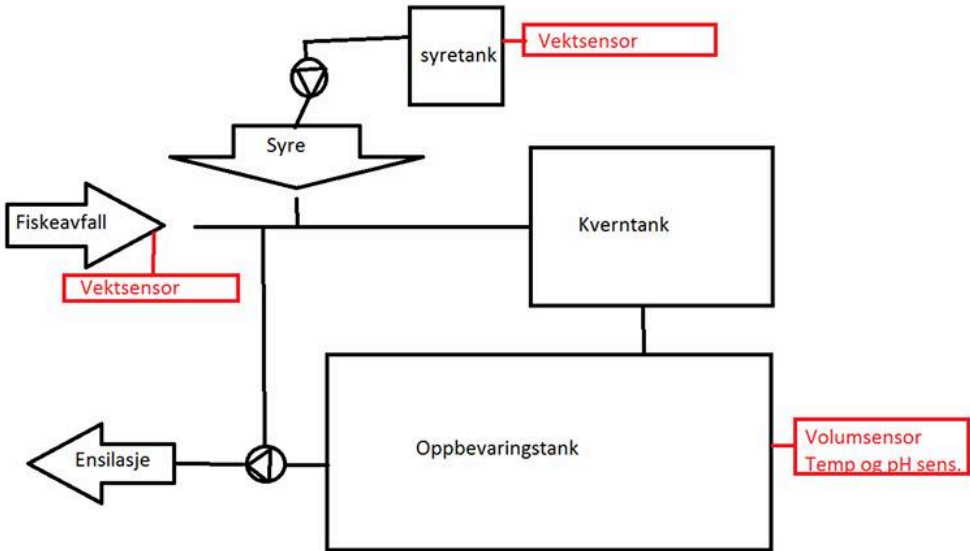 syretank
Vektsensor
Syre
Fiskeavfall
Kverntank
Vektsensor
Oppbevaringstank
Volumsensor
Temp og pH sens.
Ensilasje